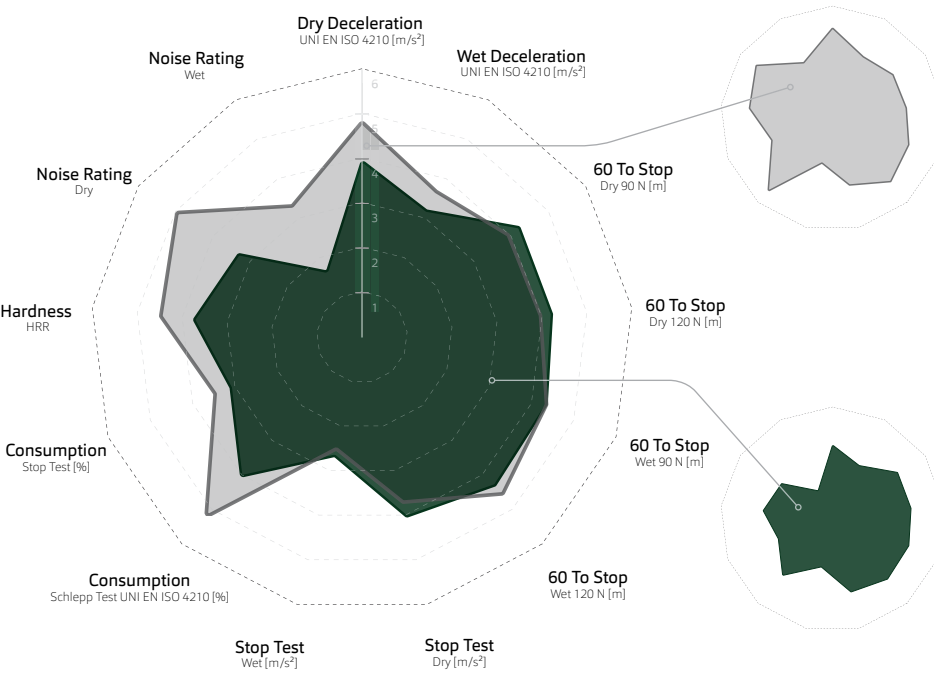 Dry Deceleration
UNI EN ISO 4210 [m/s²]
Wet Deceleration
UNI EN ISO 4210 [m/s²]
Noise Rating
Wet
6
5
4
3
2
1
60 To Stop
Dry 90 N [m]
Noise Rating
Dry
60 To Stop
Dry 120 N [m]
Hardness
HRR
60 To Stop
Wet 90 N [m]
Consumption
Stop Test [%]
60 To Stop
Wet 120 N [m]
Consumption
Schlepp Test UNI EN ISO 4210 [%]
Stop Test
Wet [m/s²]
Stop Test
Dry [m/s²]